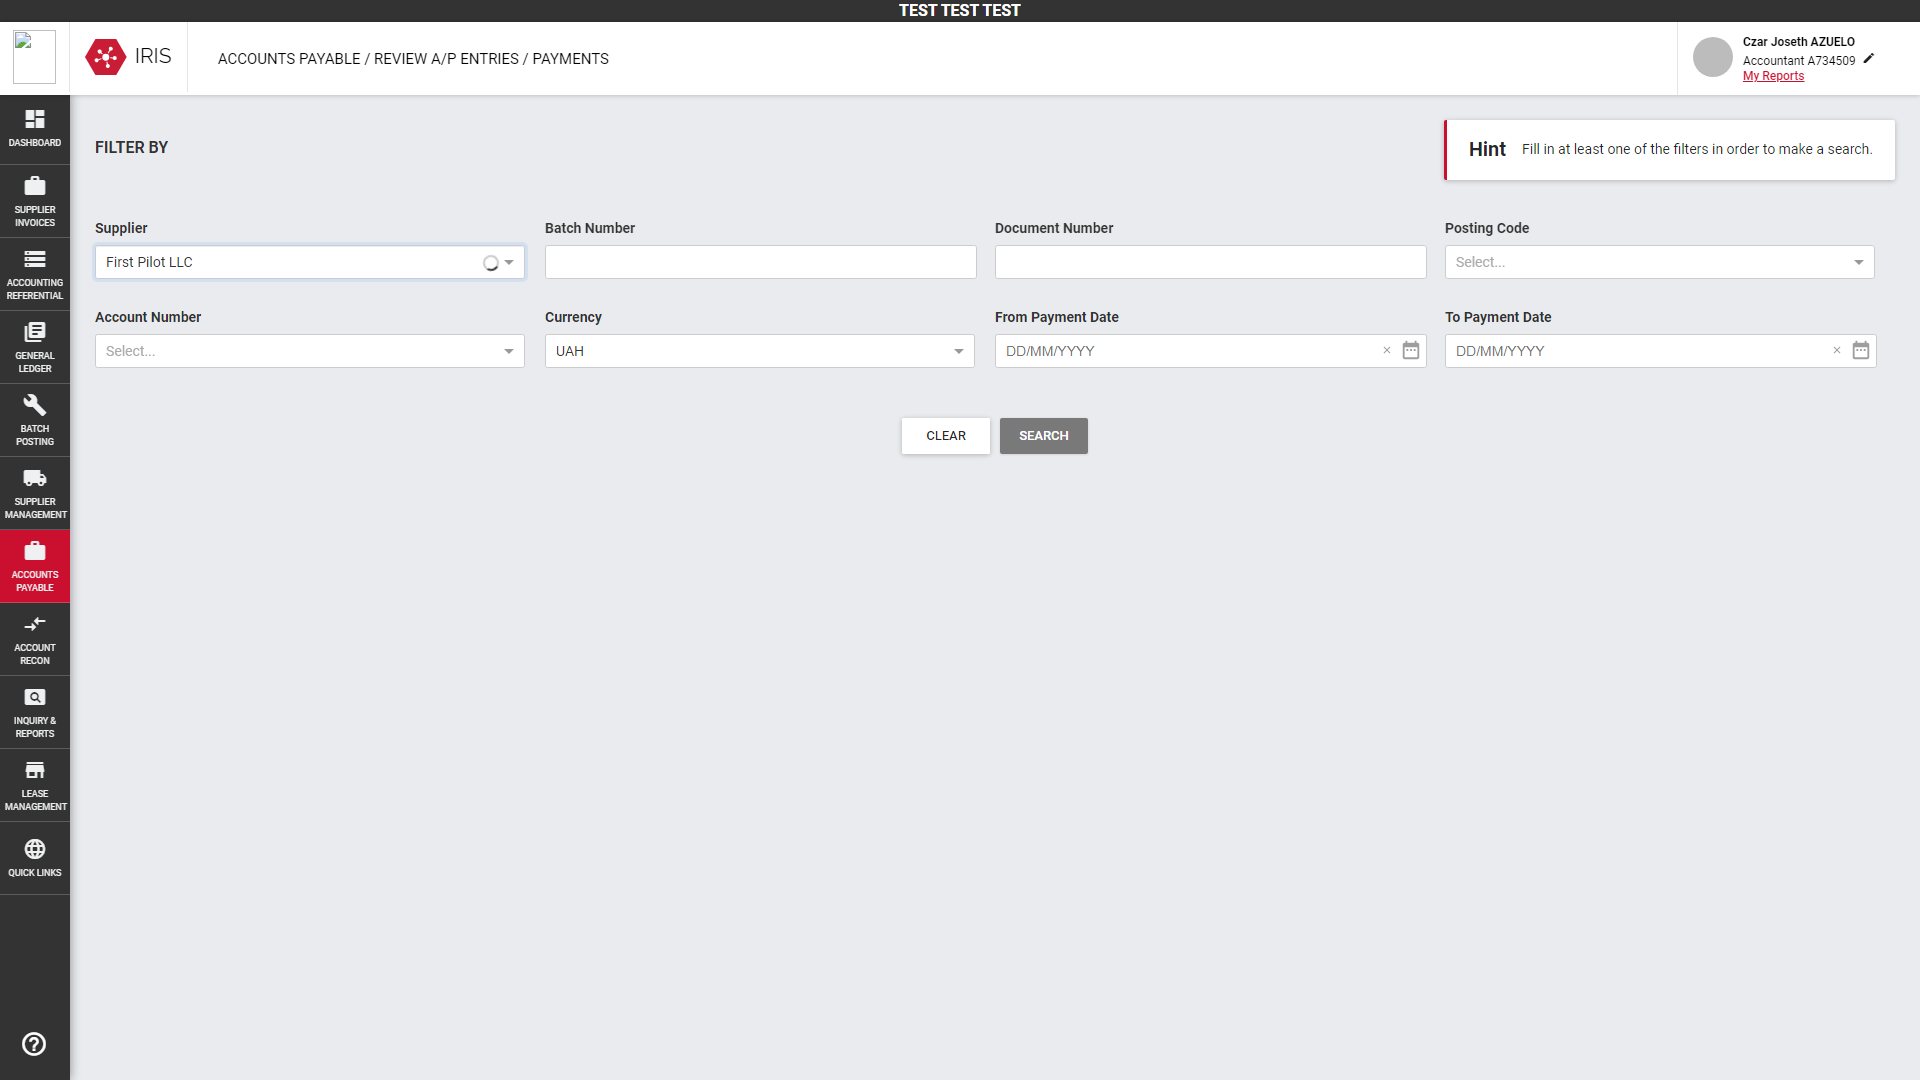 TEST TEST TEST
IRIS
ACCOUNTS PAYABLE / REVIEW A/P ENTRIES / PAYMENTS
Czar Joseth AZUELO
Accountant A734509
My Reports
DASHBOARD
SUPPLIER
INVOICES
ACCOUNTING
REFERENTIAL
GENERAL
LEDGER
BATCH
POSTING
SUPPLIER
MANAGEMENT
ACCOUNTS
PAYABLE
ACCOUNT
RECON
INQUIRY &
REPORTS
LEASE
MANAGEMENT
QUICK LINKS
FILTER BY
Hint Fill in at least one of the filters in order to make a search.
Supplier Batch Number Document Number Posting Code
First Pilot LLC Select...
Account Number Currency From Payment Date To Payment Date
Select... UAH DD/MM/YYYY × DD/MM/YYYY ×
CLEAR SEARCH